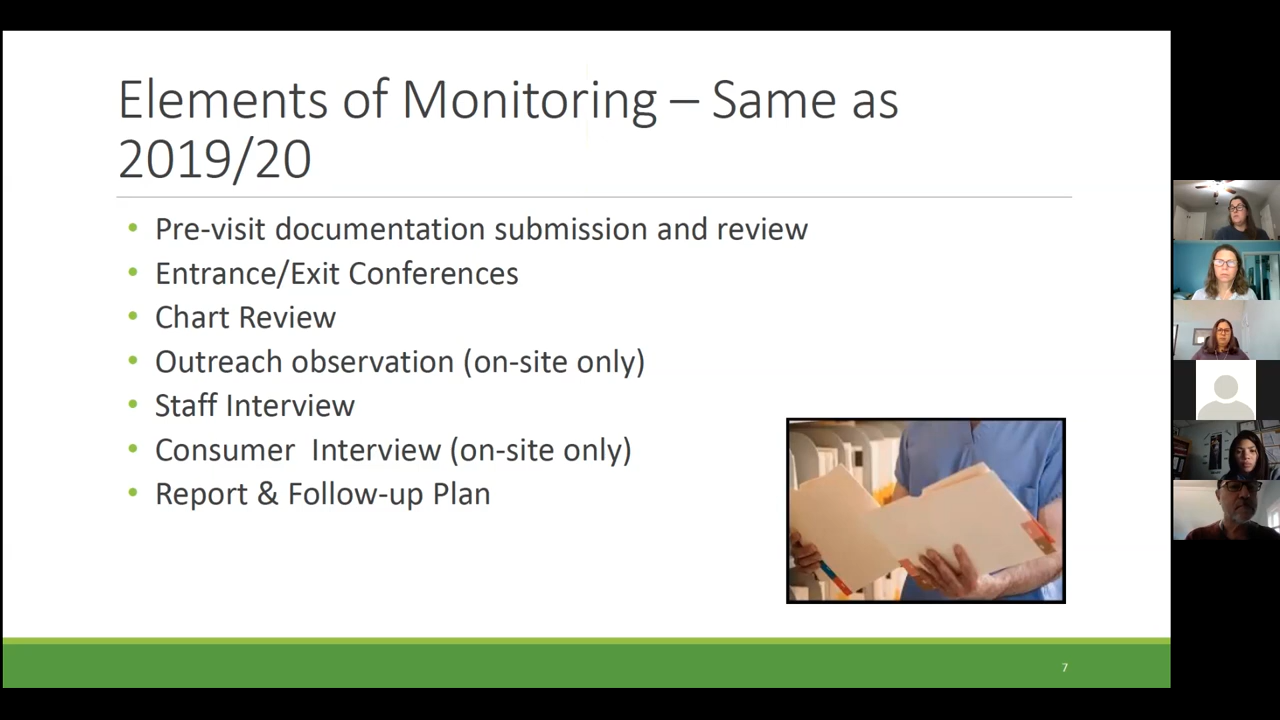 Elements of Monitoring – Same as
2019/20
• Pre-visit documentation submission and review
• Entrance/Exit Conferences
• Chart Review
• Outreach observation (on-site only)
• Staff Interview
• Consumer  Interview (on-site only)
• Report & Follow-up Plan
7